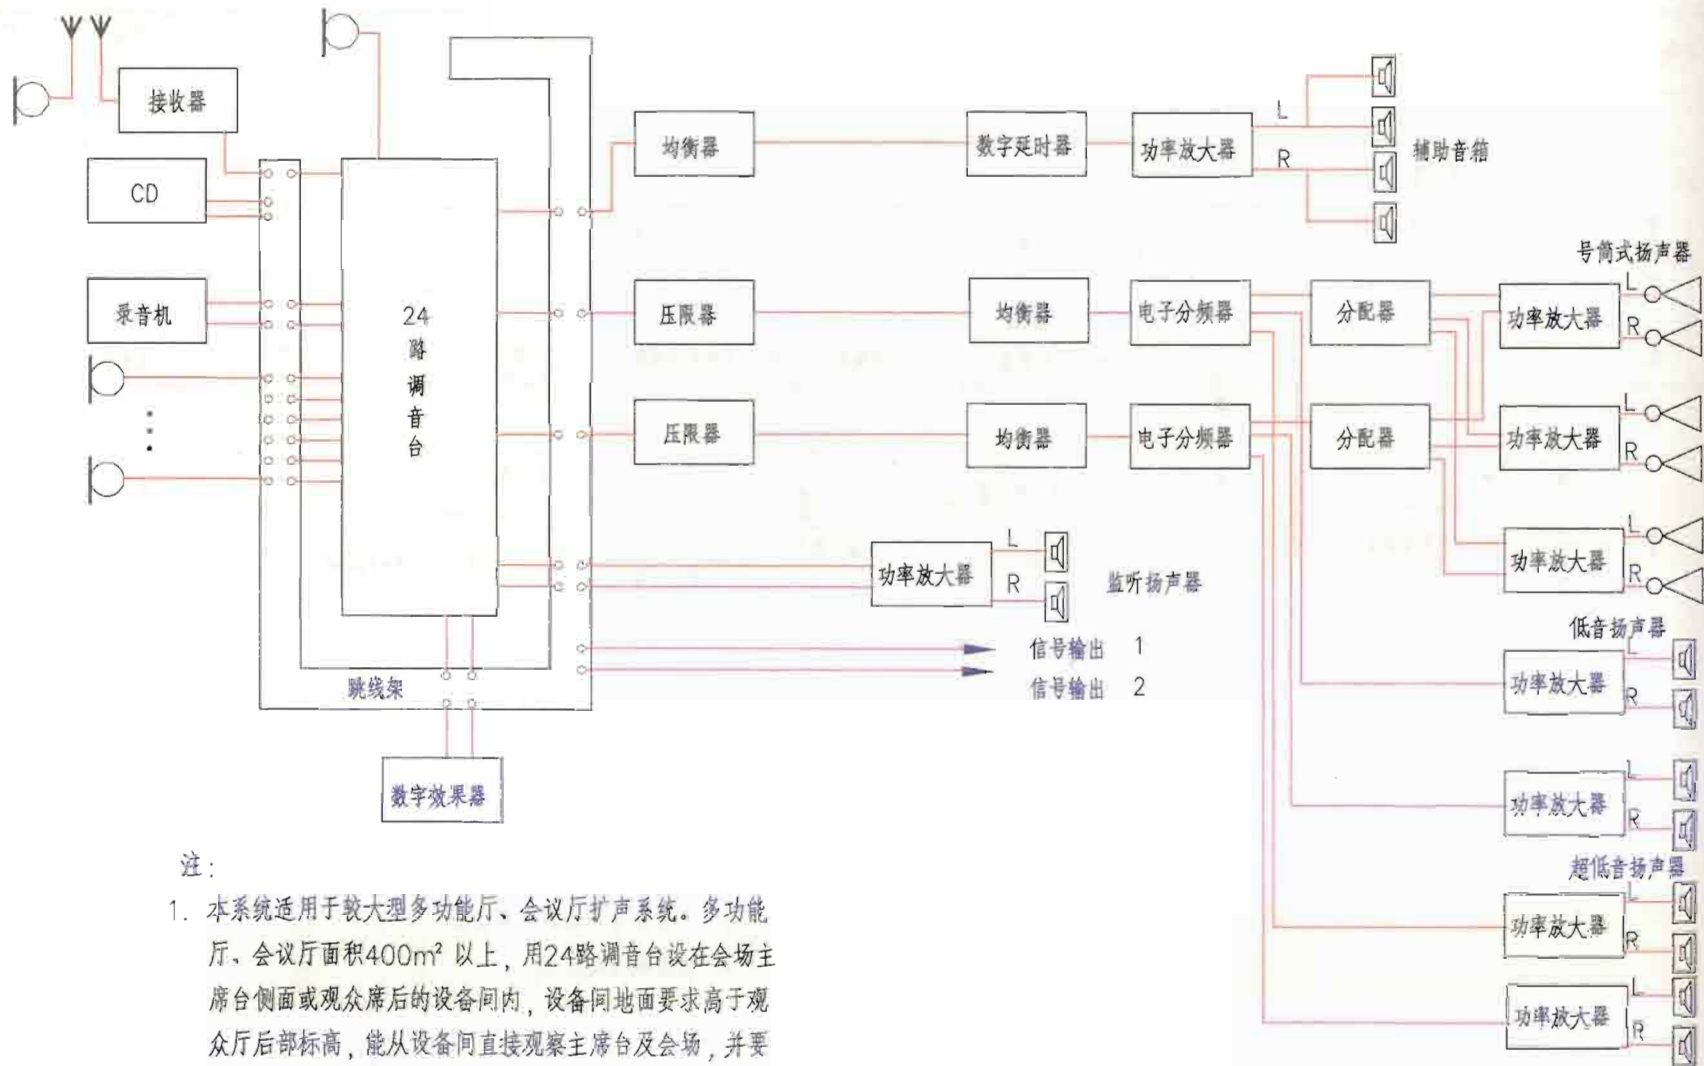 接收器
CD
录音机
24
路
调
音
台
跳线架
数字效果器
均衡器
数字延时器
功率放大器
L
R
辅助音箱
压限器
均衡器
电子分频器
分配器
号筒式扬声器
功率放大器
L
R
压限器
均衡器
电子分频器
分配器
功率放大器
L
R
功率放大器
L
R
监听扬声器
功率放大器
L
R
信号输出 1
信号输出 2
低音扬声器
功率放大器
L
R
功率放大器
L
R
超低音扬声器
功率放大器
L
R
功率放大器
L
R
注:
1. 本系统适用于较大型多功能厅、会议厅扩声系统。多功能
厅、会议厅面积400m² 以上,用24路调音台设在会场主
席台侧面或观众席后的设备间内,设备间地面要求高于观
众厅后部标高,能从设备间直接观察主席台及会场,并要